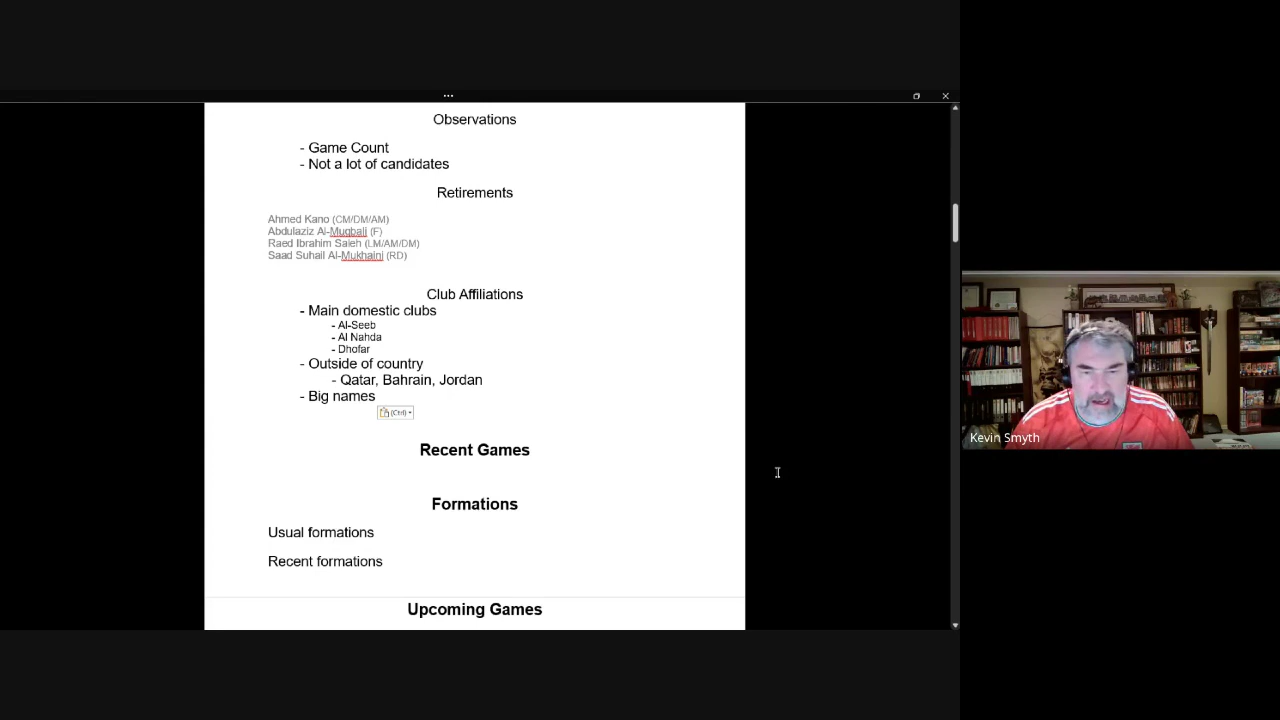 Observations
- Game Count
- Not a lot of candidates
Retirements
Ahmed Kano (CM/DM/AM)
Abdulaziz Al-Muqbali (F)
Raed Ibrahim Saleh (LM/AM/DM)
Saad Suhail Al-Mukhaini (RD)
Club Affiliations
- Main domestic clubs
- Al-Seeb
- Al Nahda
- Dhofar
- Outside of country
- Qatar, Bahrain, Jordan
- Big names
(Ctrl)
Recent Games
Formations
Usual formations
Recent formations
Upcoming Games
Kevin Smyth